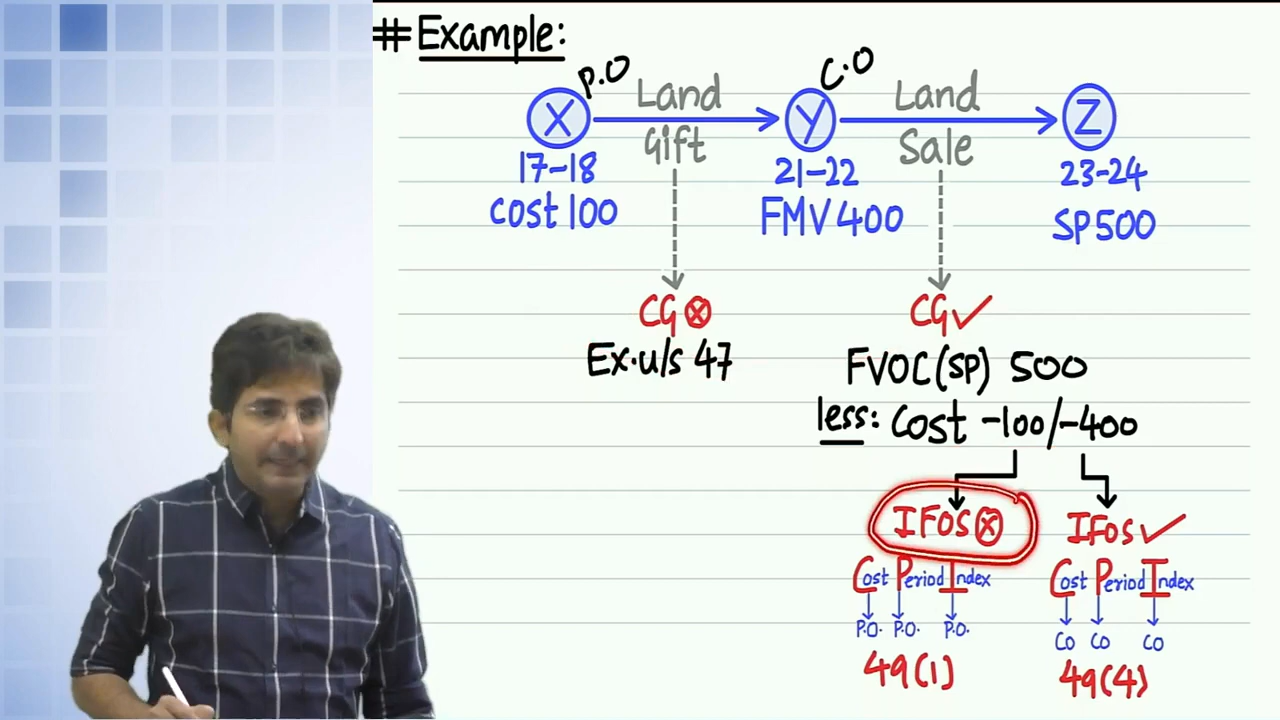 # Example:
P.O C.O
X Land Gift Y Land Sale Z
17-18 21-22 23-24
Cost 100 FMV 400 SP 500
CG ⊗ CG ✓
Ex. u/s 47 FVOC (SP) 500
less: Cost -100/-400
IFOS ⊗ IFOS ✓
Cost Period Index Cost Period Index
P.O. P.O. P.O. CO CO CO
49(1) 49(4)